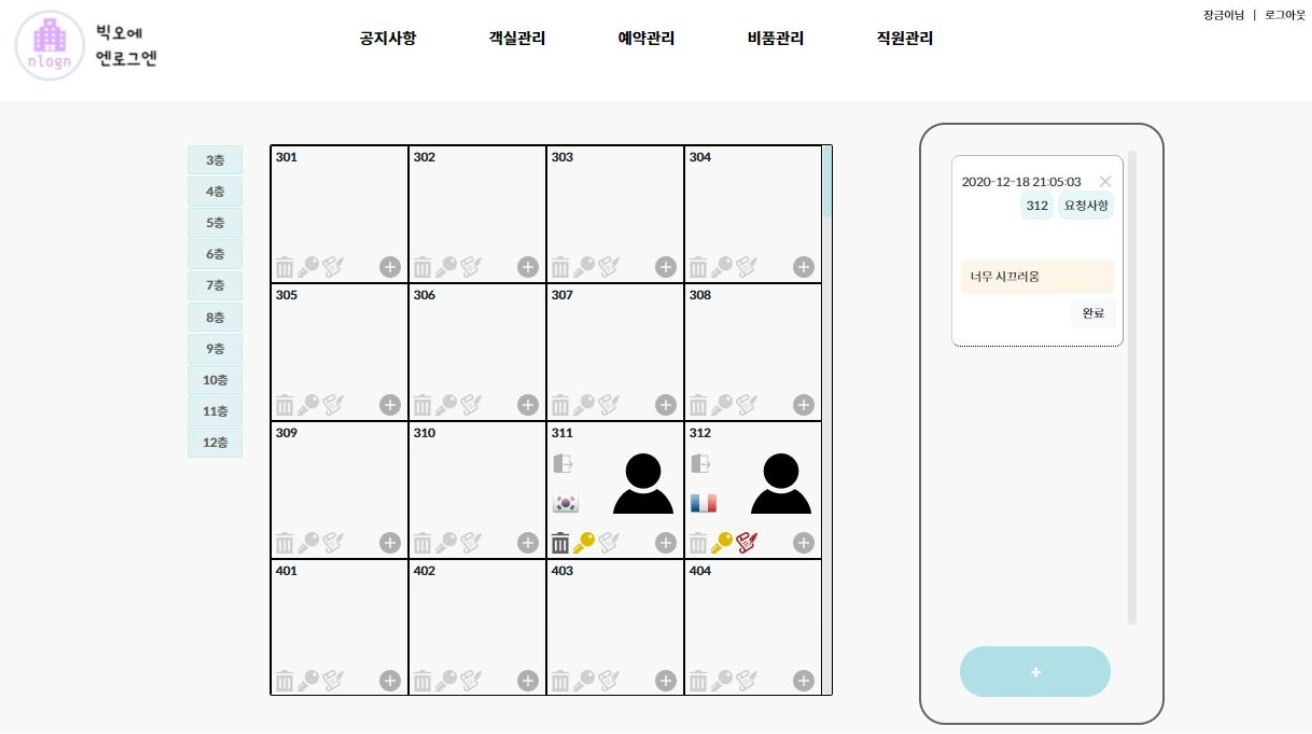 장금이님 | 로그아웃
nlogn
빅오에
엔로그엔
공지사항 객실관리 예약관리 비품관리 직원관리
3층
4층
5층
6층
7층
8층
9층
10층
11층
12층
301 302 303 304
305 306 307 308
309 310 311 312
401 402 403 404
2020-12-18 21:05:03
312 요청사항
너무 시끄러움
완료
+